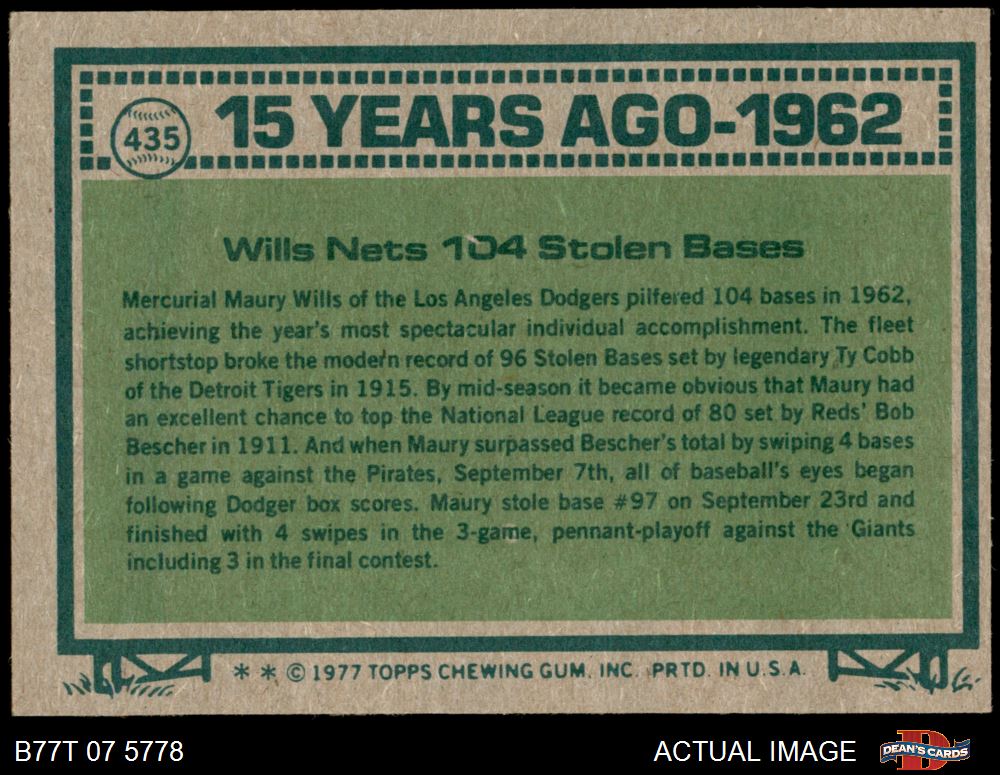 435
15 YEARS AGO-1962
Wills Nets 104 Stolen Bases
Mercurial Maury Wills of the Los Angeles Dodgers pilfered 104 bases in 1962,
achieving the year's most spectacular individual accomplishment. The fleet
shortstop broke the modern record of 96 Stolen Bases set by legendary Ty Cobb
of the Detroit Tigers in 1915. By mid-season it became obvious that Maury had
an excellent chance to top the National League record of 80 set by Reds' Bob
Bescher in 1911. And when Maury surpassed Bescher's total by swiping 4 bases
in a game against the Pirates, September 7th, all of baseball's eyes began
following Dodger box scores. Maury stole base #97 on September 23rd and
finished with 4 swipes in the 3-game, pennant-playoff against the Giants
including 3 in the final contest.
* * © 1977 TOPPS CHEWING GUM, INC. PRTD. IN U.S.A.
B77T 07 5778
ACTUAL IMAGE
D
DEAN'S CARDS